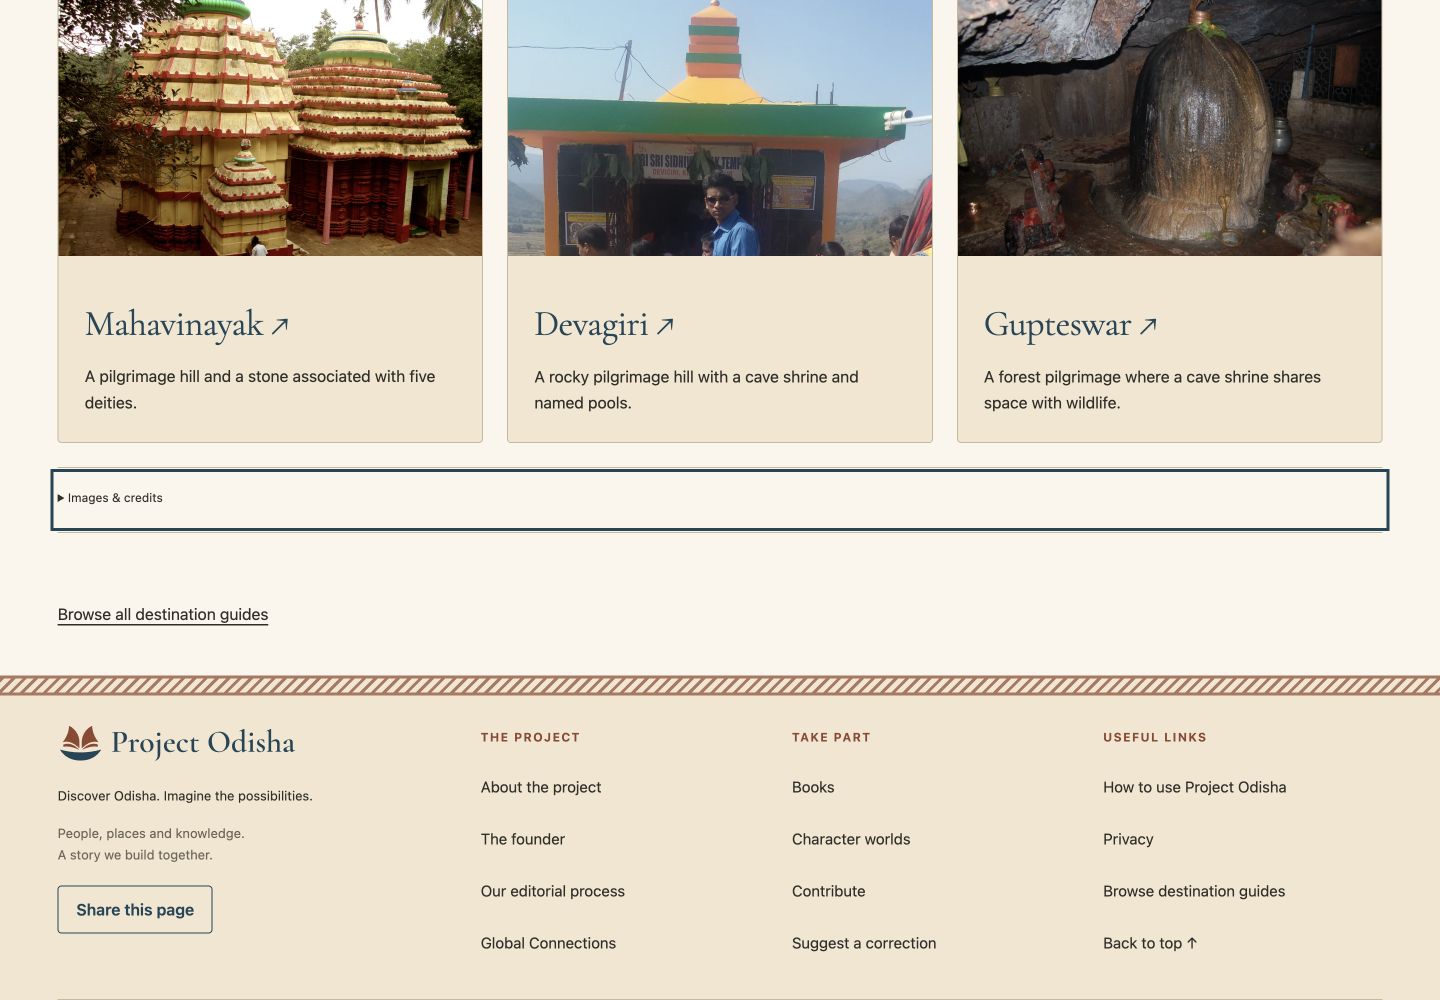 SRI SIDHI
TEMP
DEVIGIRI, K
Mahavinayak ↗
A pilgrimage hill and a stone associated with five
deities.
Devagiri ↗
A rocky pilgrimage hill with a cave shrine and
named pools.
Gupteswar ↗
A forest pilgrimage where a cave shrine shares
space with wildlife.
Images & credits
Browse all destination guides
Project Odisha
Discover Odisha. Imagine the possibilities.
People, places and knowledge.
A story we build together.
Share this page
THE PROJECT
About the project
The founder
Our editorial process
Global Connections
TAKE PART
Books
Character worlds
Contribute
Suggest a correction
USEFUL LINKS
How to use Project Odisha
Privacy
Browse destination guides
Back to top ↑